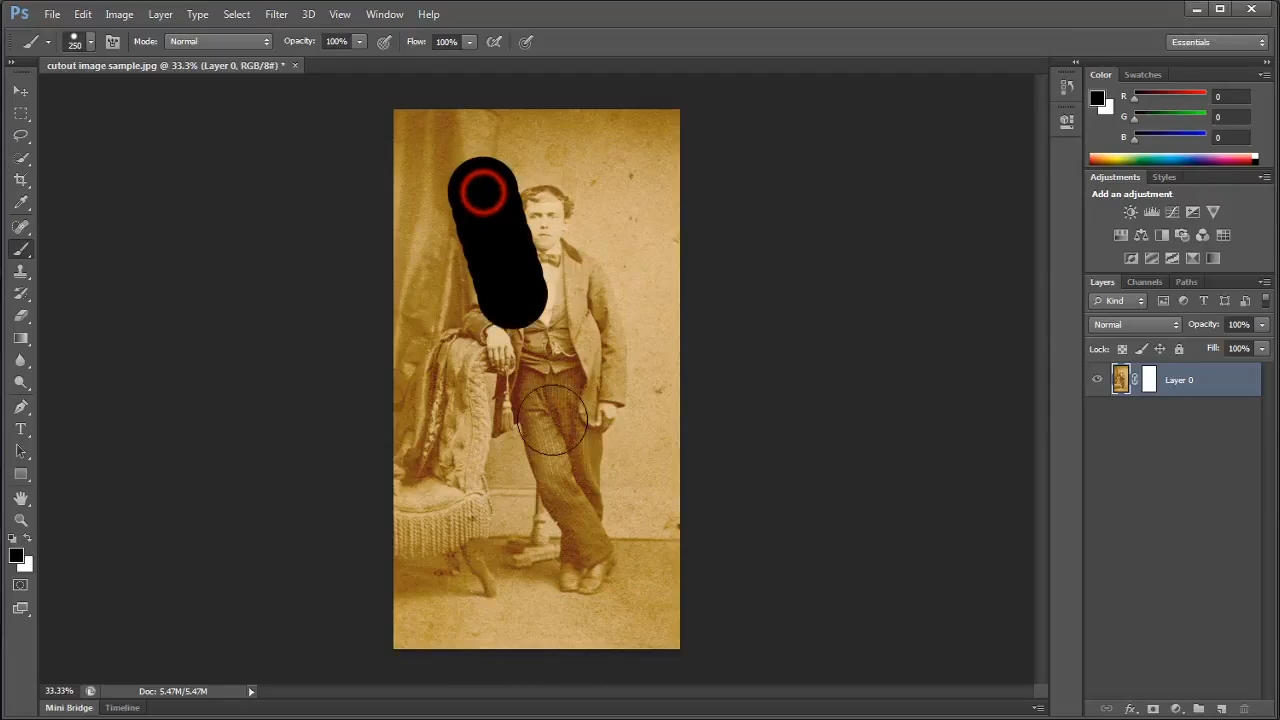 Ps File Edit Image Layer Type Select Filter 3D View Window Help
250 Mode: Normal Opacity: 100% Flow: 100% Essentials
cutout image sample.jpg @ 33.3% (Layer 0, RGB/8#) * ×
Color Swatches
R 0
G 0
B 0
Adjustments Styles
Add an adjustment
Layers Channels Paths
Kind
Normal Opacity: 100%
Lock: Fill: 100%
Layer 0
33.33% Doc: 5.47M/5.47M
Mini Bridge Timeline